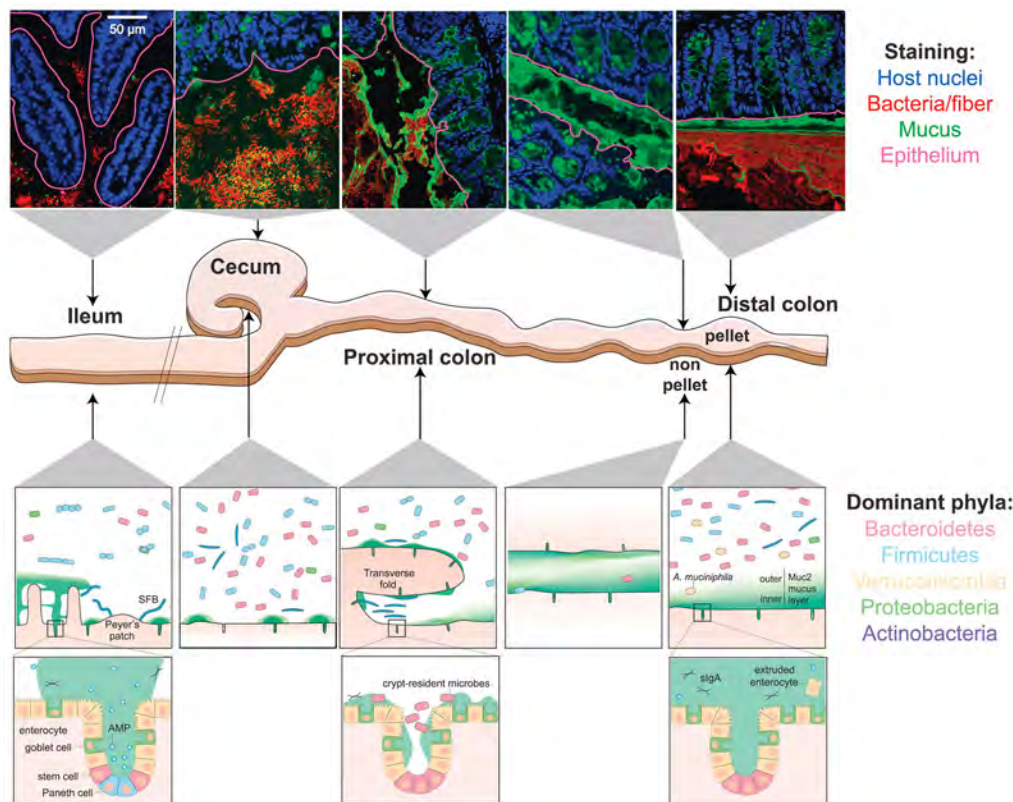 50 μm
Staining:
Host nuclei
Bacteria/fiber
Mucus
Epithelium
Cecum
Ileum
Distal colon
pellet
Proximal colon
non
pellet
Dominant phyla:
Bacteroidetes
Firmicutes
Verrucomicrobia
Proteobacteria
Actinobacteria
SFB
Peyer's
patch
Transverse
fold
A. muciniphila
outer
inner
Muc2
mucus
layer
enterocyte
goblet cell
AMP
stem cell
Paneth cell
crypt-resident microbes
sIgA
extruded
enterocyte